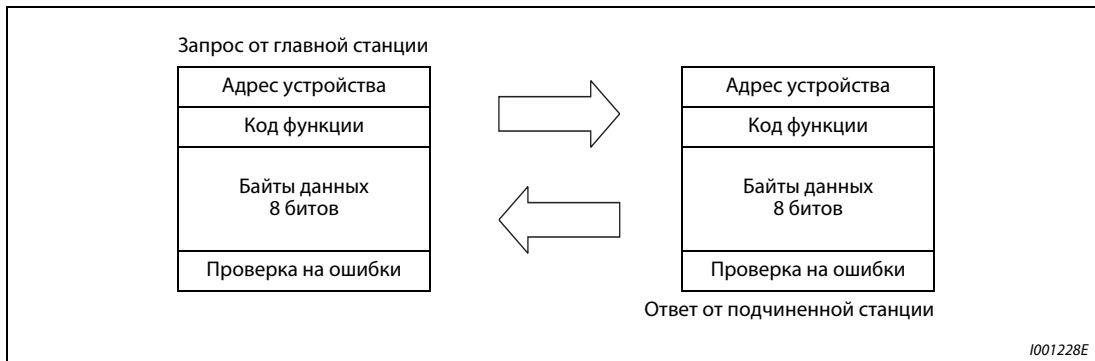 Запрос от главной станции
Адрес устройства
Код функции
Байты данных
8 битов
Проверка на ошибки
Адрес устройства
Код функции
Байты данных
8 битов
Проверка на ошибки
Ответ от подчиненной станции
I001228E